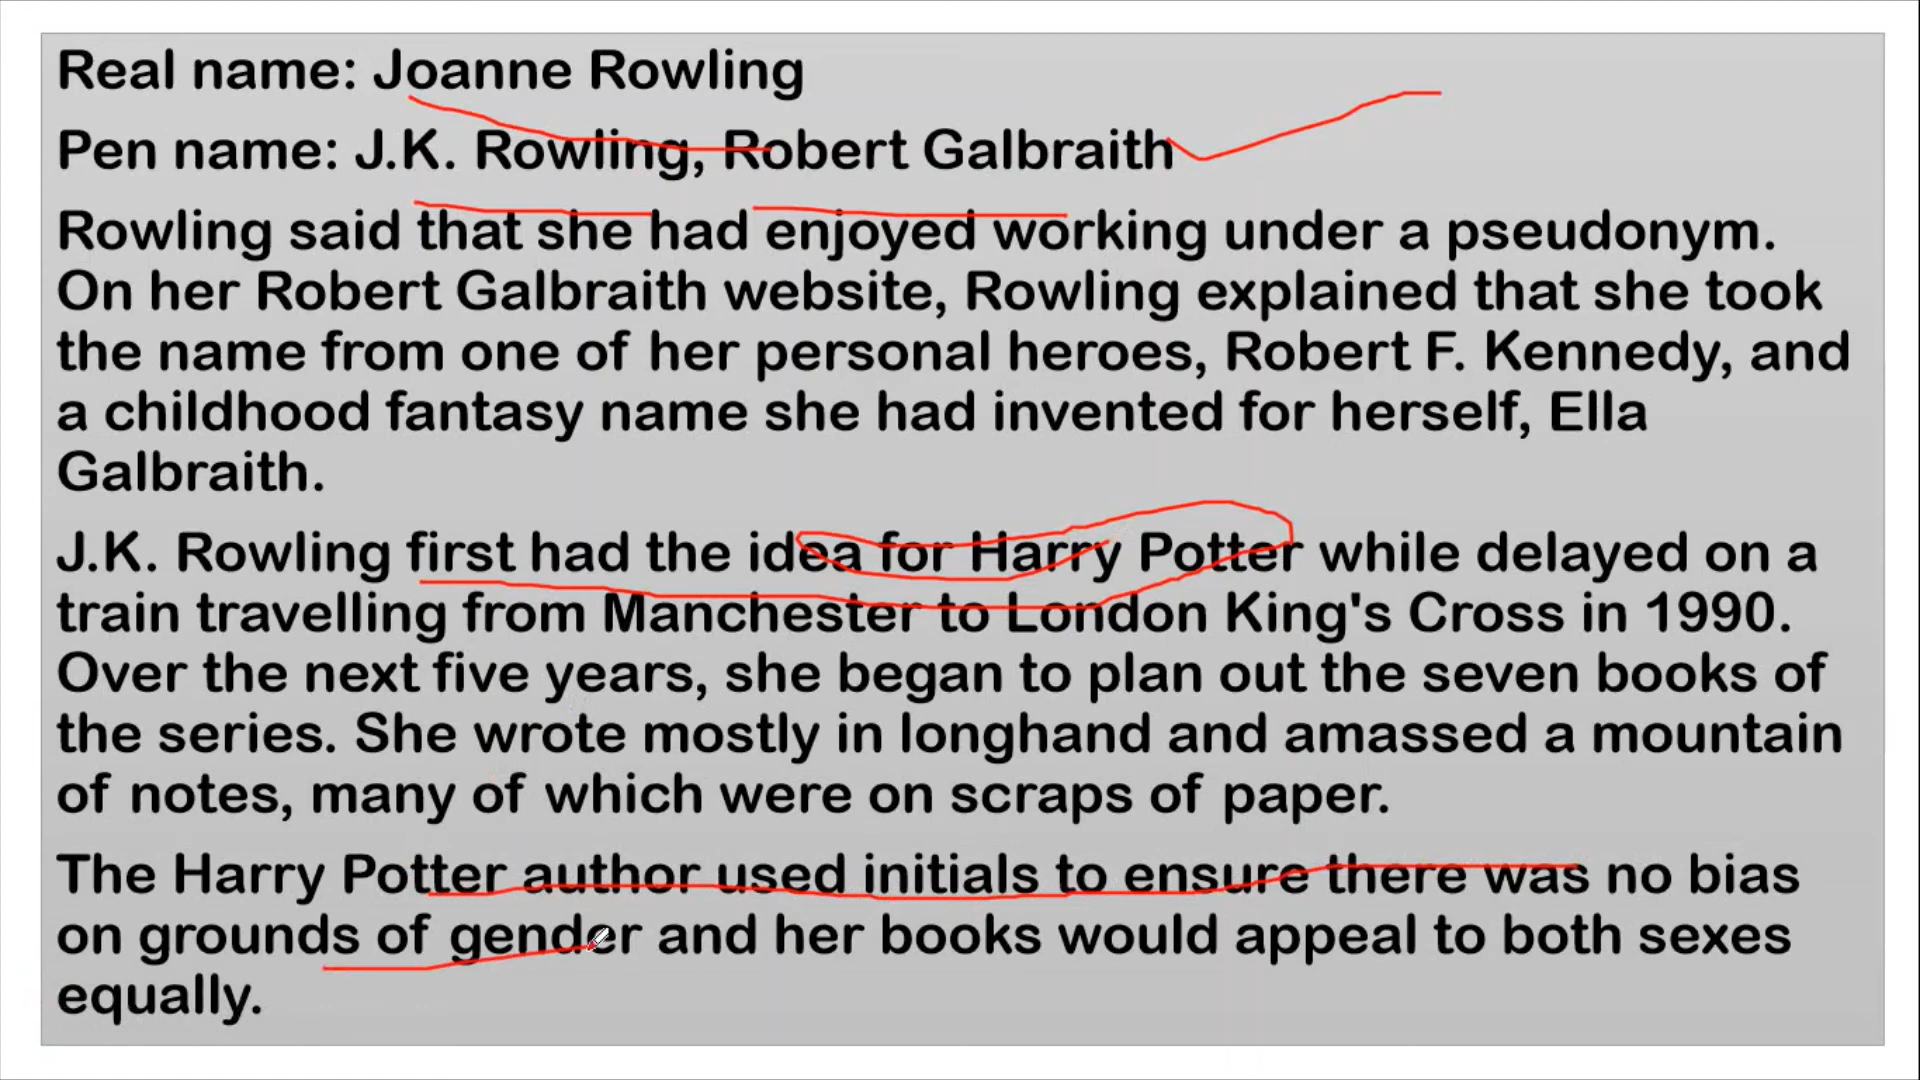 Real name: Joanne Rowling
Pen name: J.K. Rowling, Robert Galbraith
Rowling said that she had enjoyed working under a pseudonym.
On her Robert Galbraith website, Rowling explained that she took
the name from one of her personal heroes, Robert F. Kennedy, and
a childhood fantasy name she had invented for herself, Ella
Galbraith.
J.K. Rowling first had the idea for Harry Potter while delayed on a
train travelling from Manchester to London King's Cross in 1990.
Over the next five years, she began to plan out the seven books of
the series. She wrote mostly in longhand and amassed a mountain
of notes, many of which were on scraps of paper.
The Harry Potter author used initials to ensure there was no bias
on grounds of gender and her books would appeal to both sexes
equally.